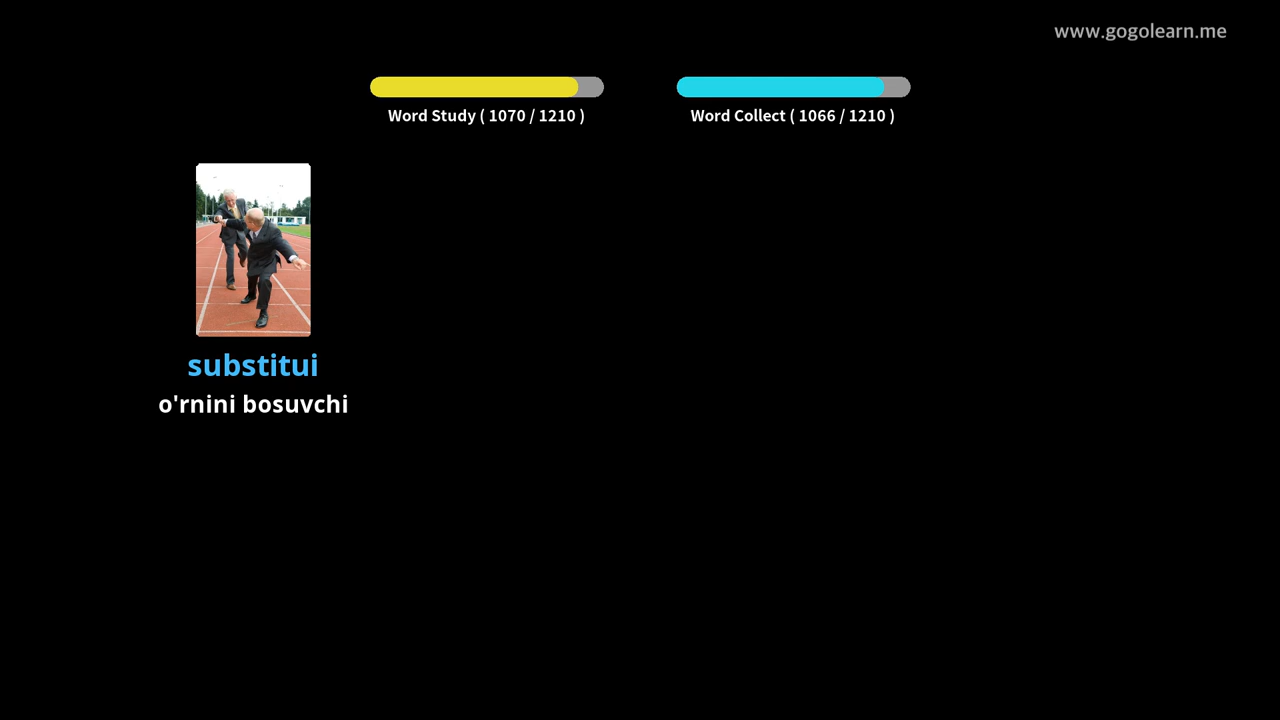 www.gogolearn.me
Word Study ( 1070 / 1210 )
Word Collect ( 1066 / 1210 )
substitui
o'rnini bosuvchi